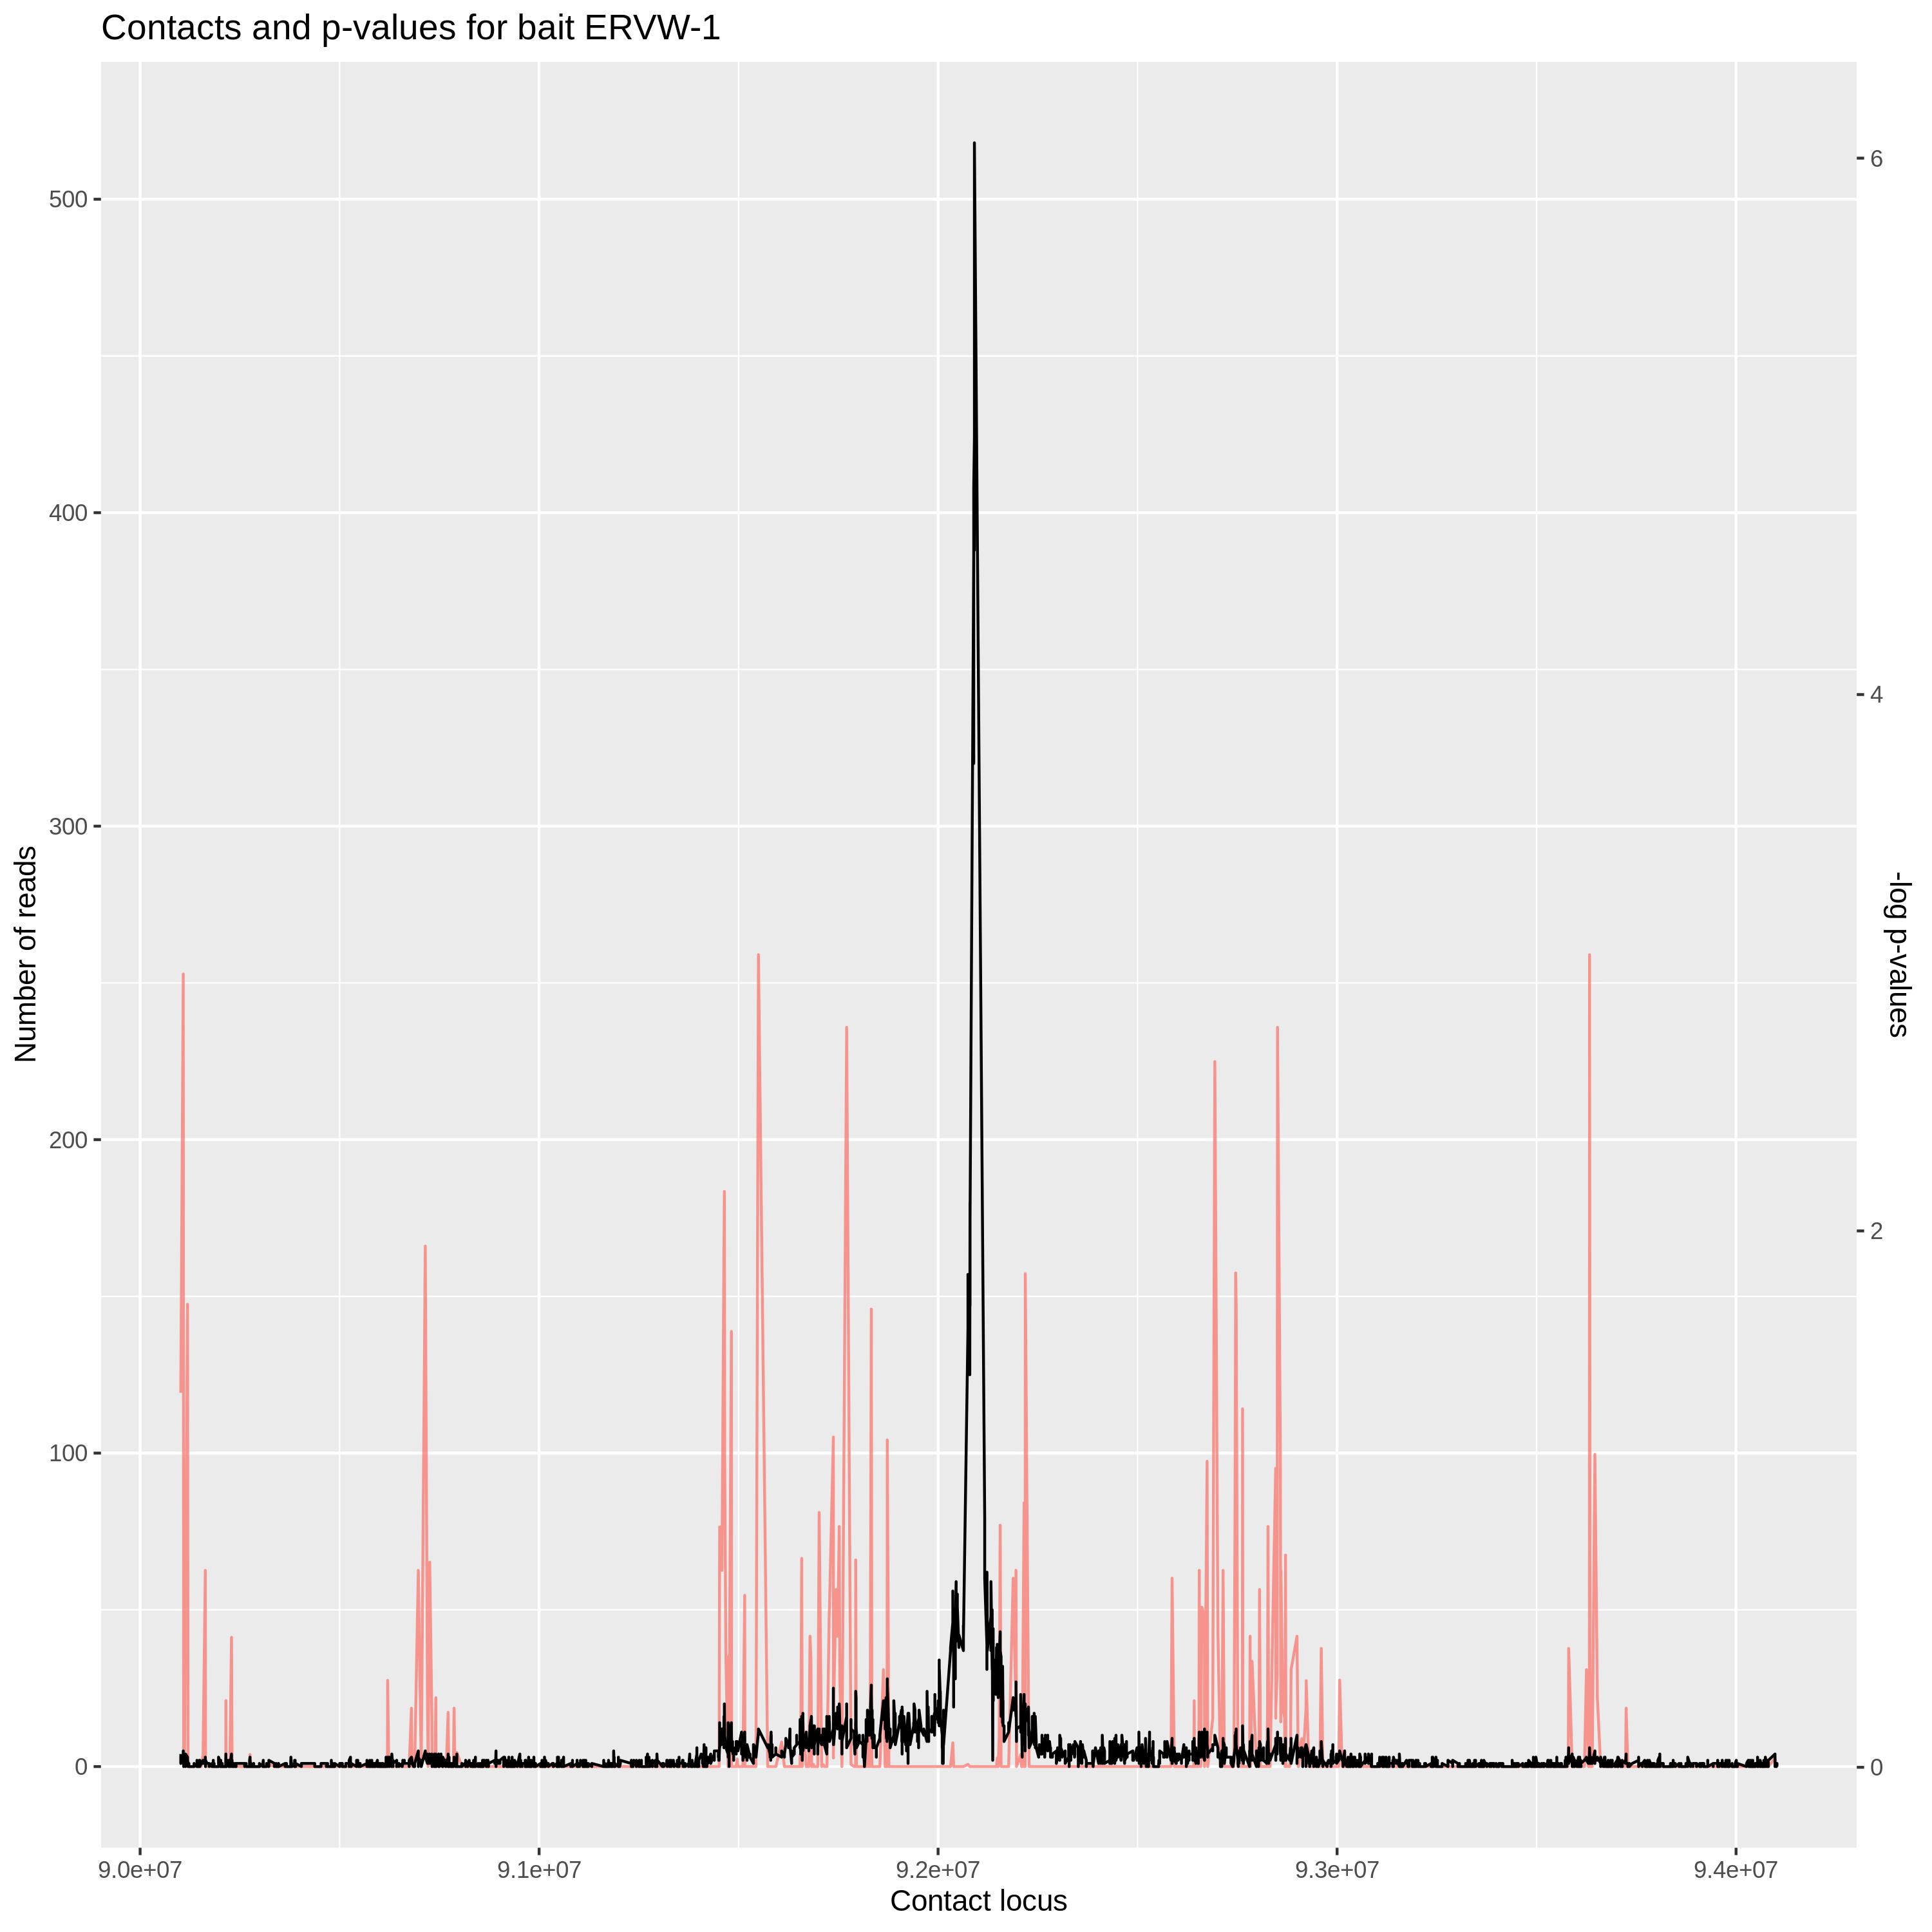 Contacts and p-values for bait ERVW-1
500
400
300
200
100
0
Number of reads
6
4
2
0
-log p-values
9.0e+07
9.1e+07
9.2e+07
9.3e+07
9.4e+07
Contact locus